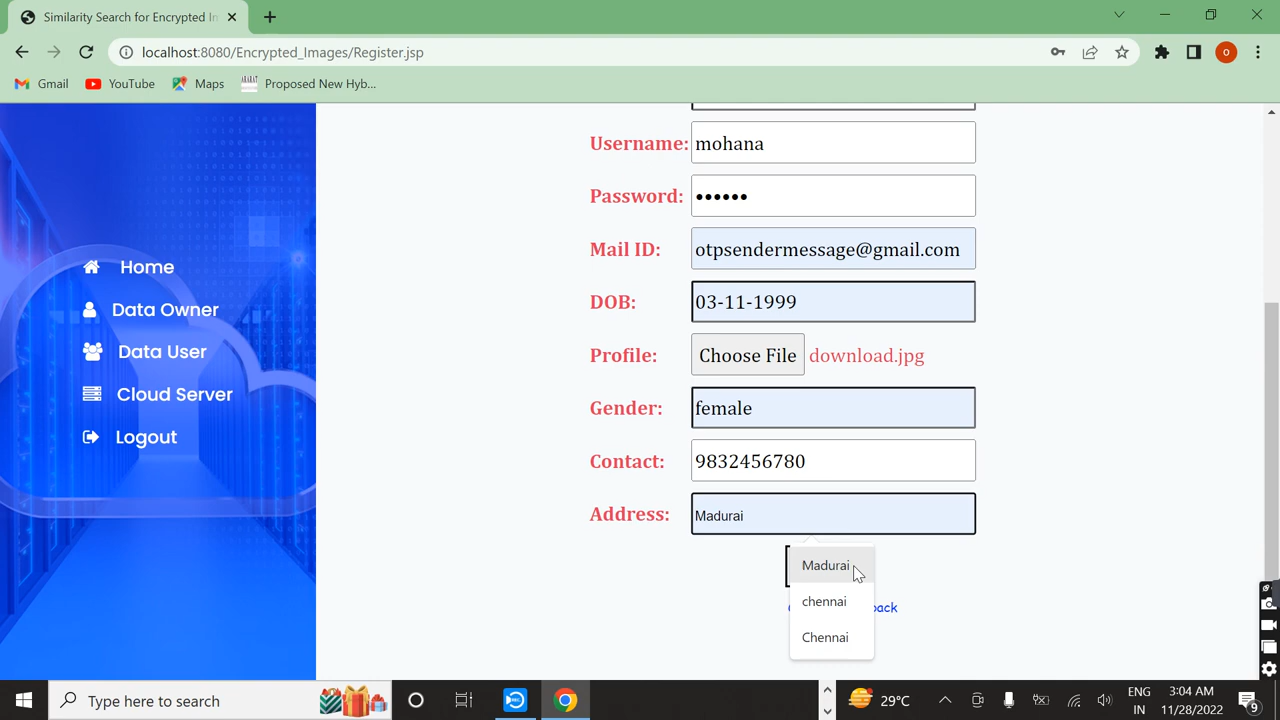 Similarity Search for Encrypted Im
localhost:8080/Encrypted_Images/Register.jsp
Gmail
YouTube
Maps
Proposed New Hyb...
Home
Data Owner
Data User
Cloud Server
Logout
Username: mohana
Password: ••••••
Mail ID: otpsendermessage@gmail.com
DOB: 03-11-1999
Profile: Choose File download.jpg
Gender: female
Contact: 9832456780
Address: Madurai
Madurai
chennai
Chennai
back
Type here to search
29°C
ENG
IN
3:04 AM
11/28/2022
9